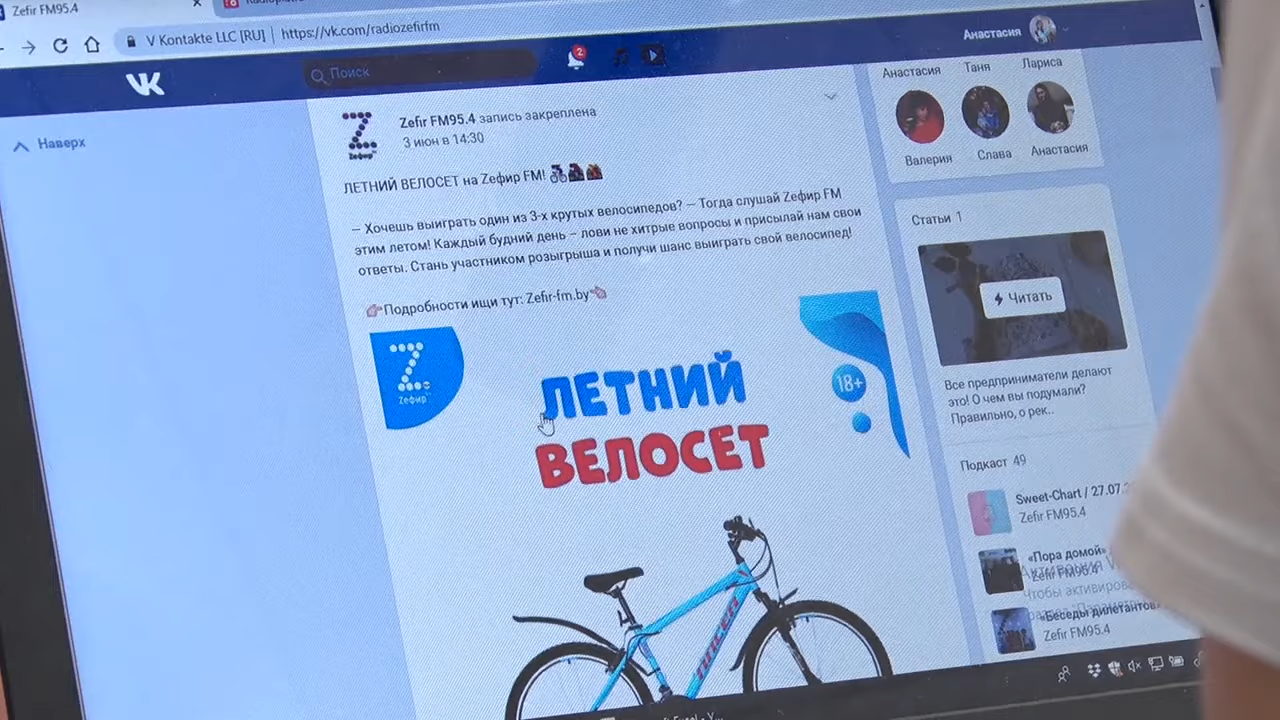 Zefir FM95.4
V Kontakte LLC [RU] | https://vk.com/radiozefirfm
Анастасия
Поиск
2
Наверх
Zefir FM95.4 запись закреплена
3 июн в 14:30
ЛЕТНИЙ ВЕЛОСЕТ на Zефир FM!
– Хочешь выиграть один из 3-х крутых велосипедов? – Тогда слушай Zефир FM
этим летом! Каждый будний день – лови не хитрые вопросы и присылай нам свои
ответы. Стань участником розыгрыша и получи шанс выиграть свой велосипед!
Подробности ищи тут: Zefir-fm.by
Zефир
Zефир
18+
ЛЕТНИЙ
ВЕЛОСЕТ
Анастасия Таня Лариса
Валерия Слава Анастасия
Статьи 1
Читать
Все предприниматели делают
это! О чем вы подумали?
Правильно, о рек..
Подкаст 49
Sweet-Chart / 27.07.
Zefir FM95.4
«Пора домой»
Zefir FM95.4
Чтобы активирова
«Беседы дилетантов»
Zefir FM95.4